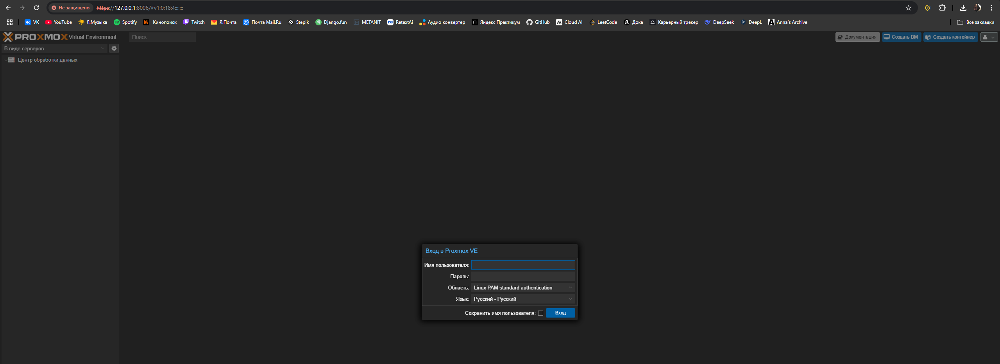 Не защищено https://127.0.0.1:8006/#v1:0:18:4:::::::
VK YouTube Я.Музыка Spotify Кинопоиск Twitch Я.Почта Почта Mail.Ru Stepik Django.fun METANIT RetextAi Аудио конвертер Яндекс Практикум GitHub Cloud AI LeetCode Дока Карьерный трекер DeepSeek DeepL Anna's Archive Все закладки
PROXMOX Virtual Environment Поиск Документация Создать ВМ Создать контейнер
В виде серверов
Центр обработки данных
Вход в Proxmox VE
Имя пользователя:
Пароль:
Область: Linux PAM standard authentication
Язык: Русский - Русский
Сохранить имя пользователя: Вход